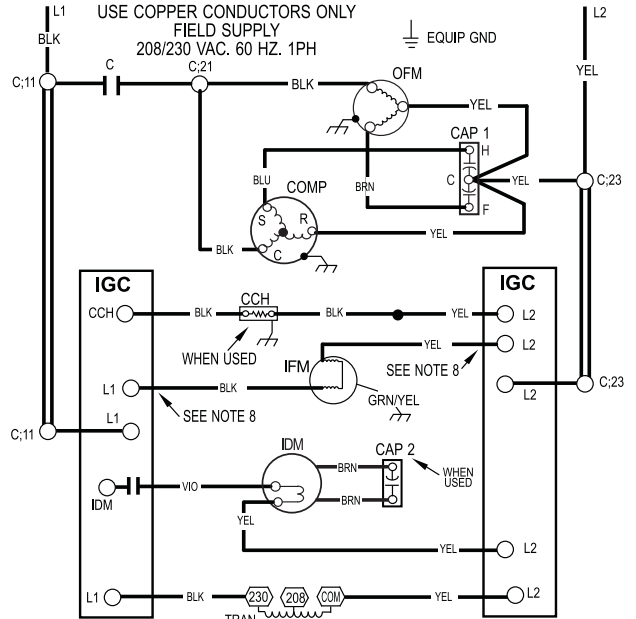 L1
USE COPPER CONDUCTORS ONLY
L2
FIELD SUPPLY
208/230 VAC. 60 HZ. 1PH
EQUIP GND
BLK
YEL
C;11
C
C;21
BLK
OFM
YEL
CAP 1
H
BLU
COMP
BRN
C
YEL
C;23
S
R
F
YEL
BLK
C
IGC
IGC
CCH
CCH
BLK
BLK
YEL
L2
WHEN USED
YEL
L2
IFM
SEE NOTE 8
L1
BLK
L2
C;23
GRN/YEL
SEE NOTE 8
L1
C;11
IDM
CAP 2
BRN
WHEN
USED
VIO
IDM
BRN
YEL
YEL
L2
L1
BLK
230
208
COM
YEL
L2
TRAN